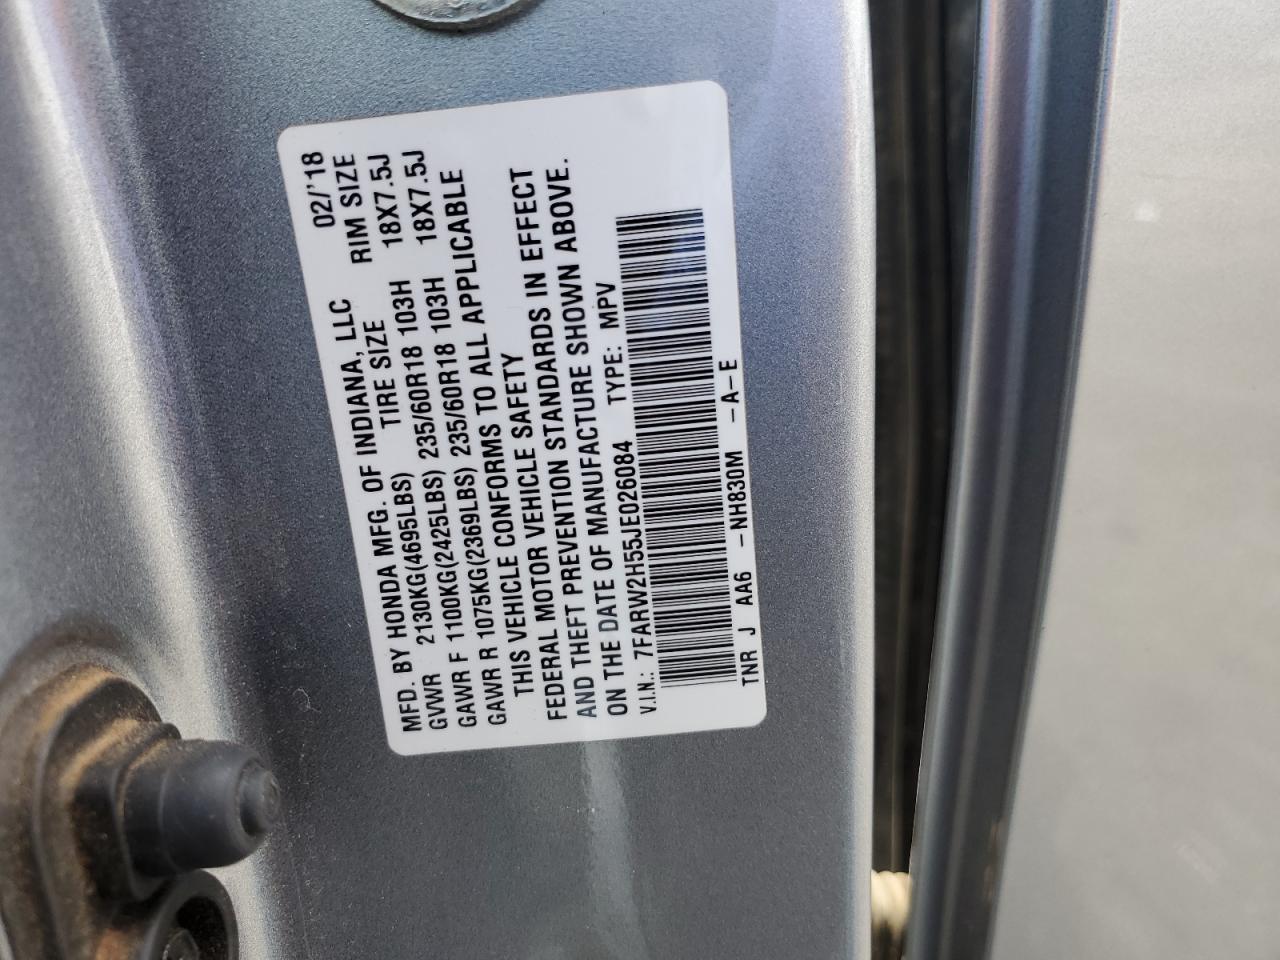 MFD. BY HONDA MFG. OF INDIANA, LLC 02/'18
GVWR 2130KG(4695LBS) TIRE SIZE RIM SIZE
GAWR F 1100KG(2425LBS) 235/60R18 103H 18X7.5J
GAWR R 1075KG(2369LBS) 235/60R18 103H 18X7.5J
THIS VEHICLE CONFORMS TO ALL APPLICABLE
FEDERAL MOTOR VEHICLE SAFETY
AND THEFT PREVENTION STANDARDS IN EFFECT
ON THE DATE OF MANUFACTURE SHOWN ABOVE.
V.I.N.: 7FARW2H55JE026084 TYPE: MPV
TNR J AA6 -NH830M -A-E